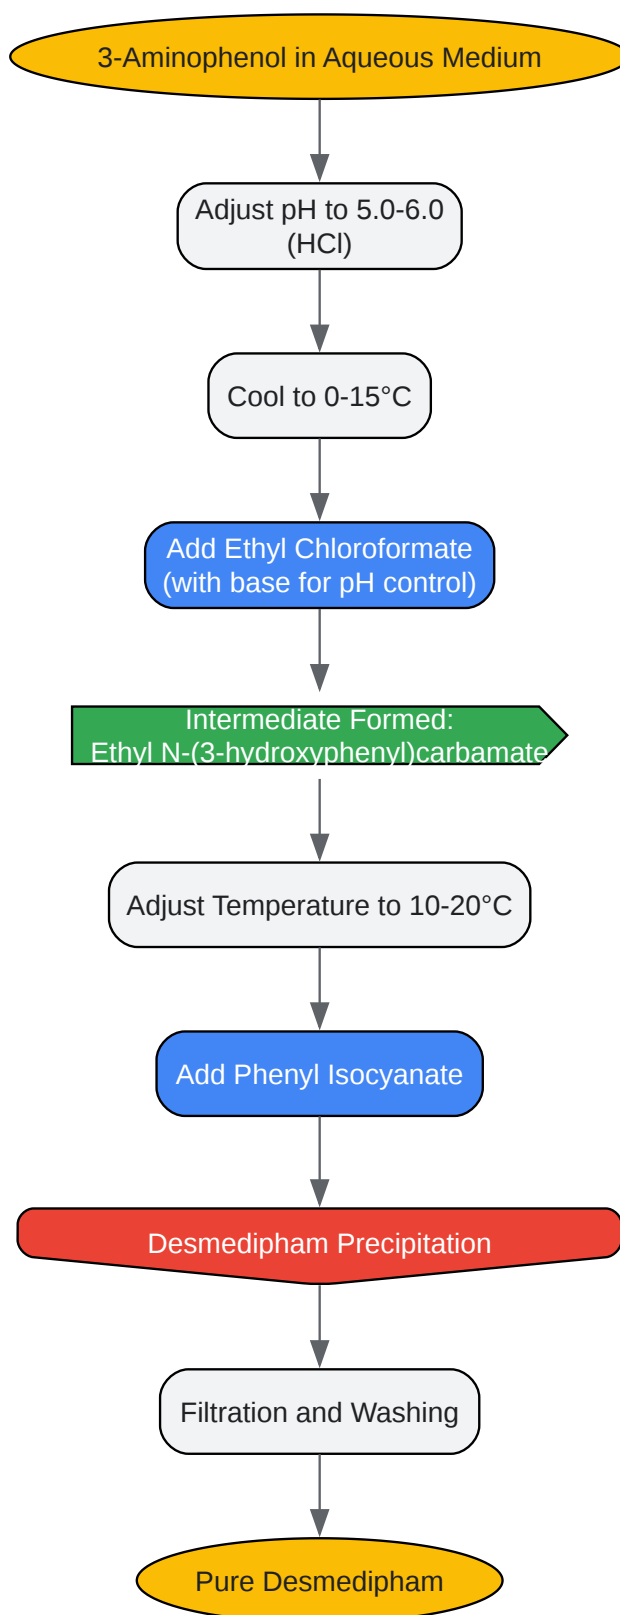 3-Aminophenol in Aqueous Medium
Adjust pH to 5.0-6.0
(HCl)
Cool to 0-15°C
Add Ethyl Chloroformate
(with base for pH control)
Intermediate Formed:
Ethyl N-(3-hydroxyphenyl)carbamate
Adjust Temperature to 10-20°C
Add Phenyl Isocyanate
Desmedipham Precipitation
Filtration and Washing
Pure Desmedipham